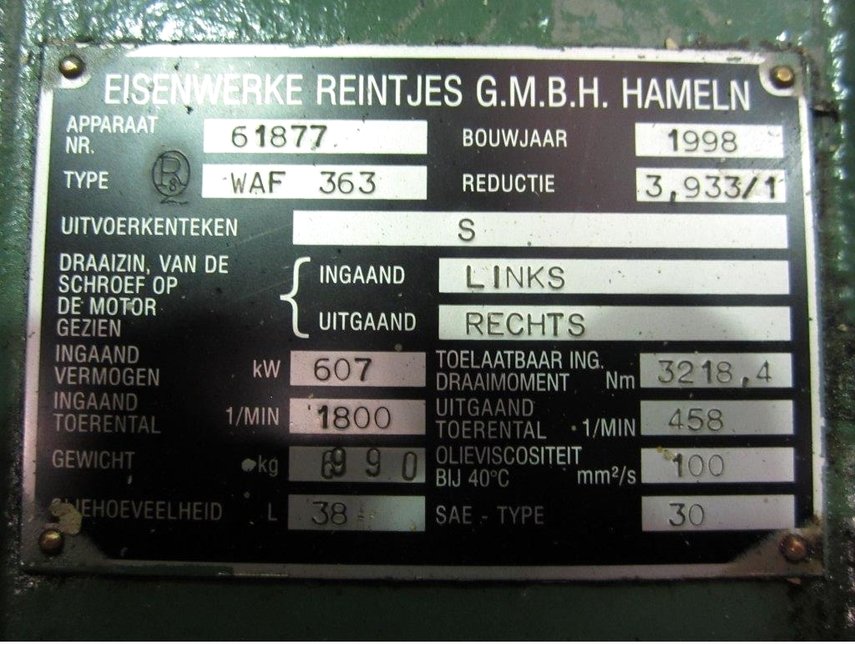 EISENWERKE REINTJES G.M.B.H. HAMELN
APPARAAT NR. 61877 BOUWJAAR 1998
TYPE R WAF 363 REDUCTIE 3,933/1
UITVOERKENTEKEN S
DRAAIZIN, VAN DE
SCHROEF OP
DE MOTOR
GEZIEN
INGAAND LINKS
UITGAAND RECHTS
INGAAND
VERMOGEN kW 607
TOELAATBAAR ING.
DRAAIMOMENT Nm 3218,4
INGAAND
TOERENTAL 1/MIN 1800
UITGAAND
TOERENTAL 1/MIN 458
GEWICHT kg 990
OLIEVISCOSITEIT
BIJ 40°C mm²/s 100
L 38
SAE - TYPE 30